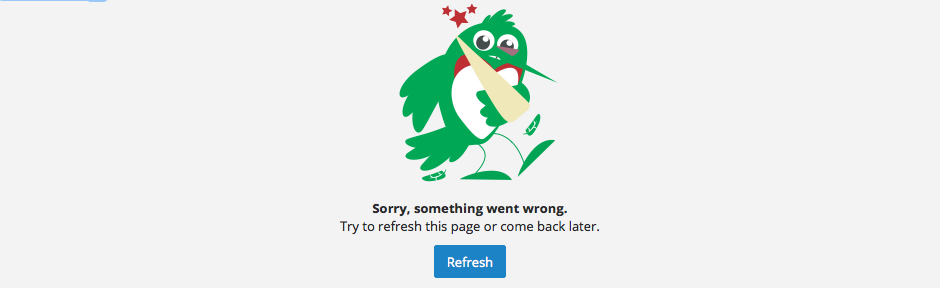 Sorry, something went wrong.
Try to refresh this page or come back later.
Refresh